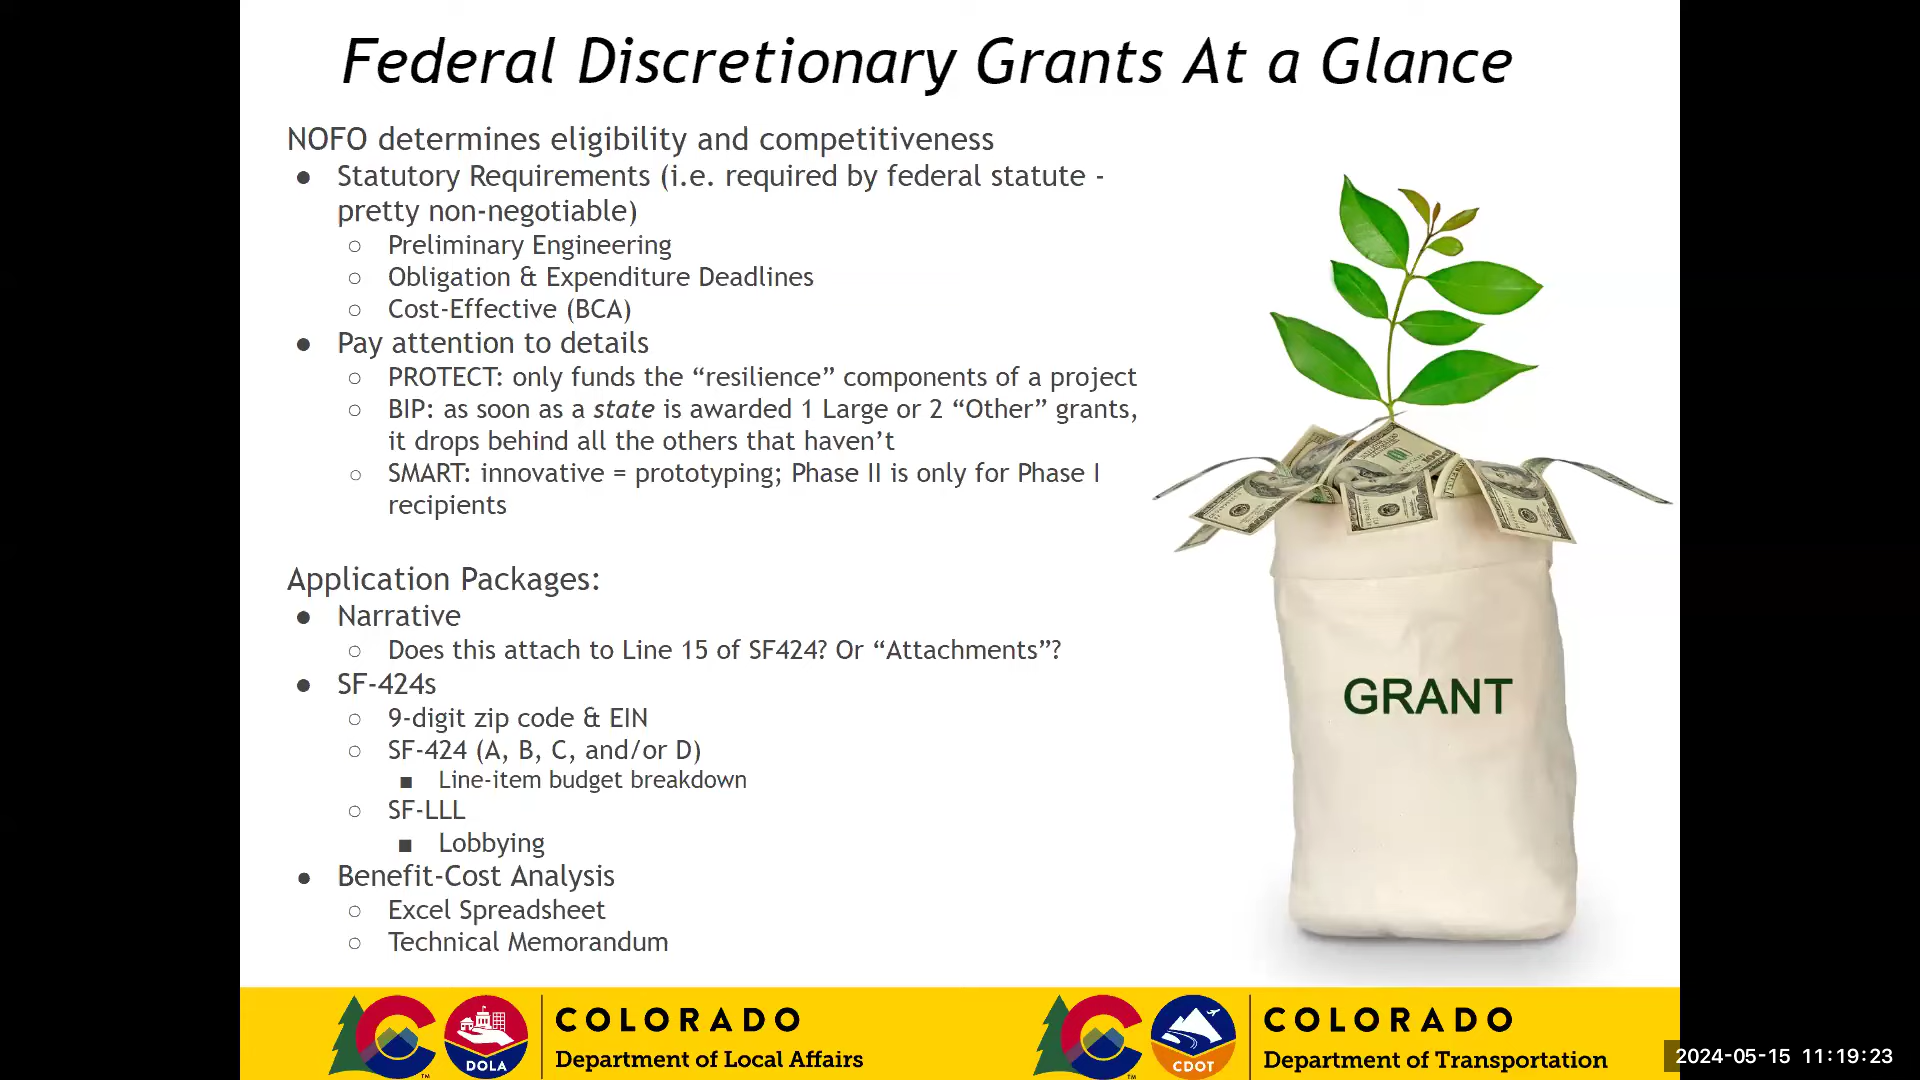 Federal Discretionary Grants At a Glance
NOFO determines eligibility and competitiveness
● Statutory Requirements (i.e. required by federal statute -
pretty non-negotiable)
○ Preliminary Engineering
○ Obligation & Expenditure Deadlines
○ Cost-Effective (BCA)
● Pay attention to details
○ PROTECT: only funds the “resilience” components of a project
○ BIP: as soon as a state is awarded 1 Large or 2 “Other” grants,
it drops behind all the others that haven’t
○ SMART: innovative = prototyping; Phase II is only for Phase I
recipients
Application Packages:
● Narrative
○ Does this attach to Line 15 of SF424? Or “Attachments”?
● SF-424s
○ 9-digit zip code & EIN
○ SF-424 (A, B, C, and/or D)
■ Line-item budget breakdown
○ SF-LLL
■ Lobbying
● Benefit-Cost Analysis
○ Excel Spreadsheet
○ Technical Memorandum
GRANT
DOLA
TM
COLORADO
Department of Local Affairs
CDOT
TM
COLORADO
Department of Transportation
2024-05-15 11:19:23